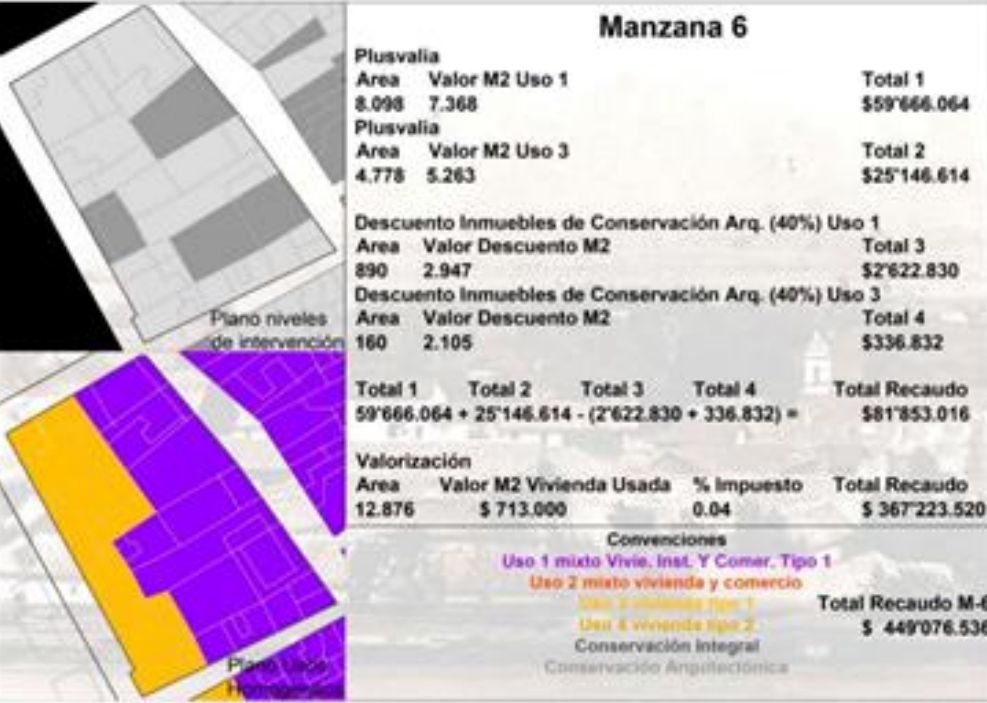 Manzana 6
Plusvalia
Area Valor M2 Uso 1 Total 1
8.098 7.368 $59'666.064
Plusvalia
Area Valor M2 Uso 3 Total 2
4.778 5.263 $25'146.614
Descuento Inmuebles de Conservación Arq. (40%) Uso 1
Area Valor Descuento M2 Total 3
890 2.947 $2'622.830
Descuento Inmuebles de Conservación Arq. (40%) Uso 3
Area Valor Descuento M2 Total 4
160 2.105 $336.832
Total 1 Total 2 Total 3 Total 4 Total Recaudo
59'666.064 + 25'146.614 - (2'622.830 + 336.832) = $81'853.016
Valorización
Area Valor M2 Vivienda Usada % Impuesto Total Recaudo
12.876 $ 713.000 0.04 $ 367'223.520
Convenciones
Uso 1 mixto Vivie. Inst. Y Comer. Tipo 1
Uso 2 mixto vivienda y comercio
Uso 3 vivienda tipo 1
Uso 4 vivienda tipo 2
Conservación Integral
Conservación Arquitectónica
Total Recaudo M-6
$ 449'076.536
Plano niveles
de intervención
Plano Usos
Homogeneos